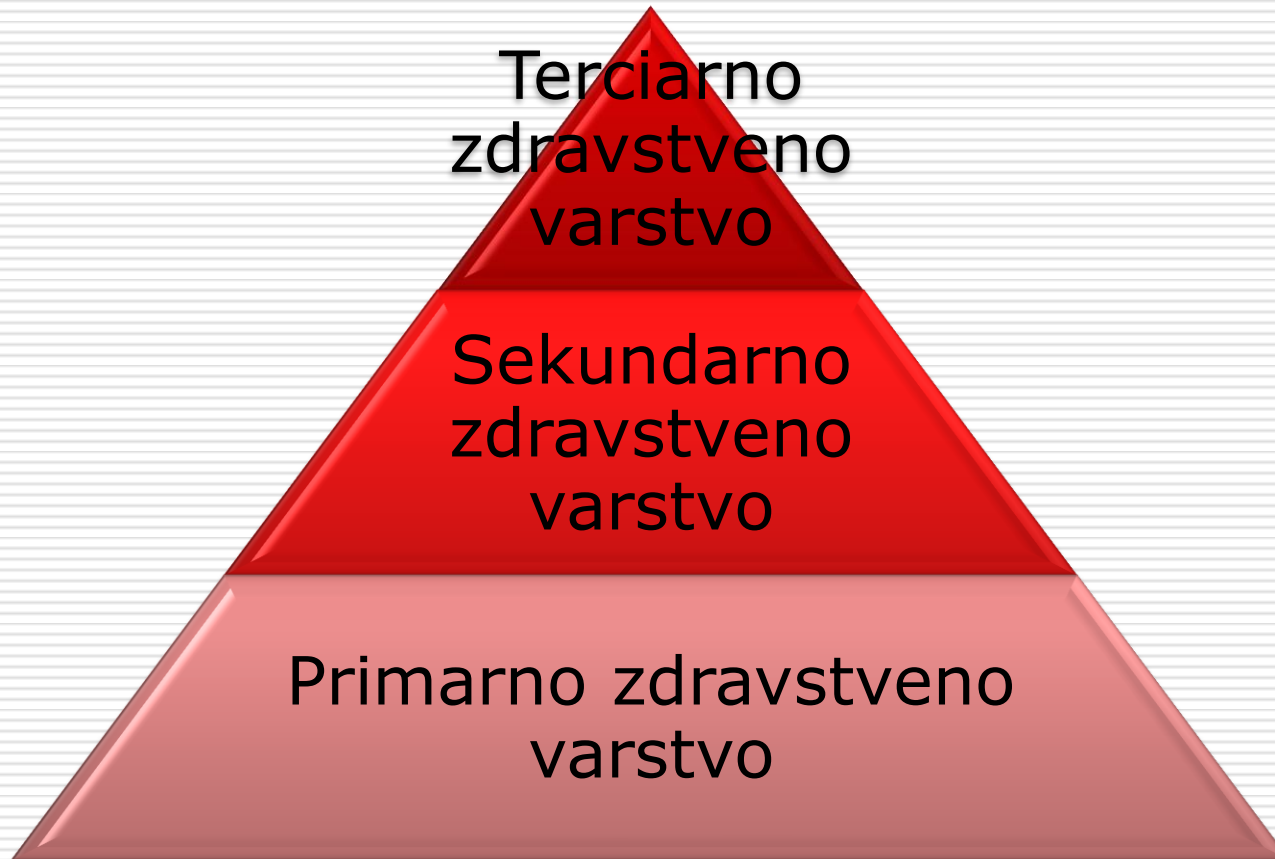 Terciarno
zdravstveno
varstvo
Sekundarno
zdravstveno
varstvo
Primarno zdravstveno
varstvo